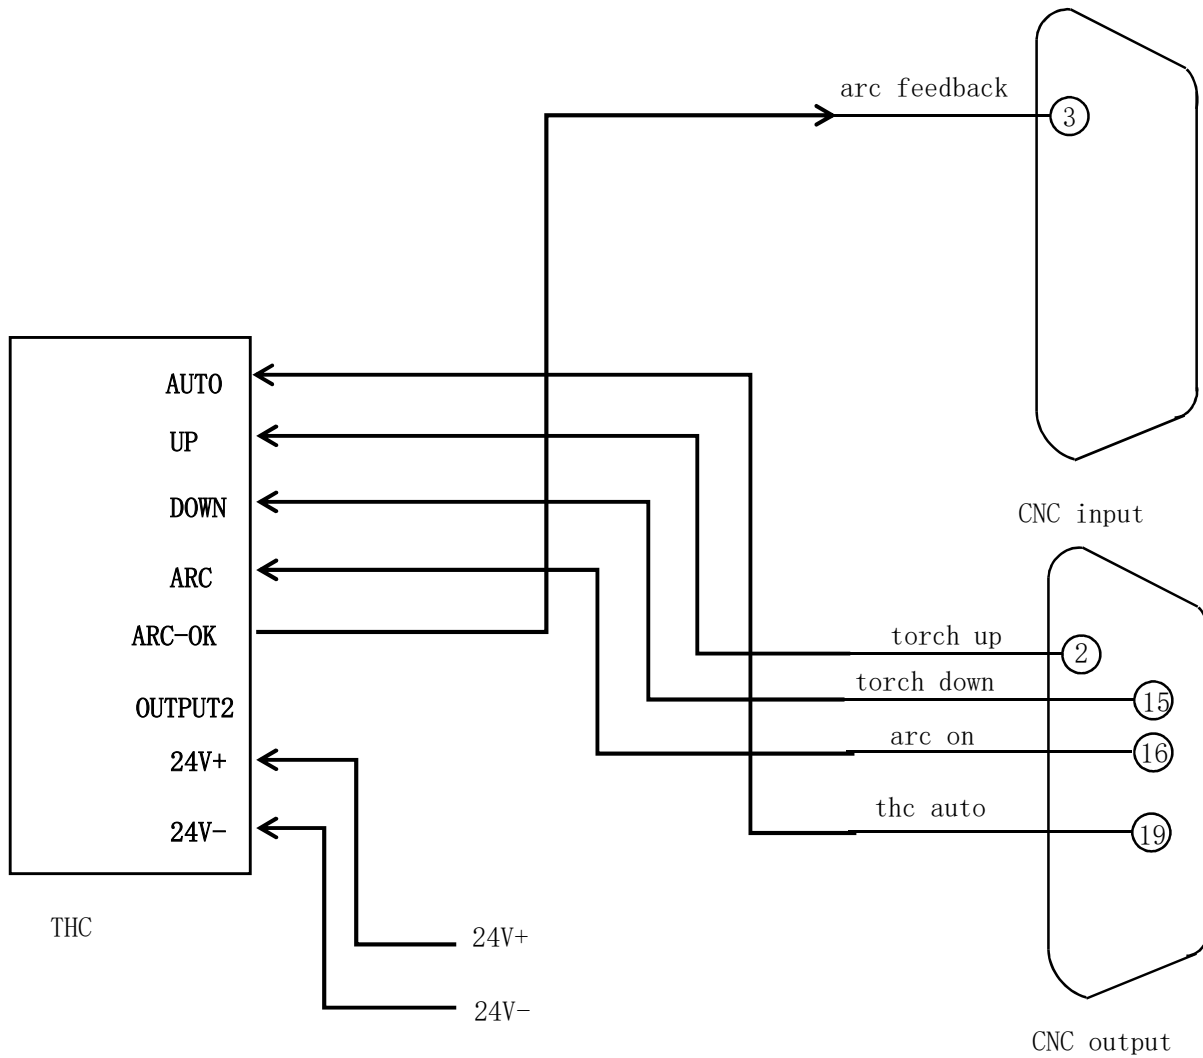 arc feedback
3
AUTO
UP
DOWN
ARC
ARC-OK
OUTPUT2
24V+
24V-
THC
24V+
24V-
CNC input
torch up
2
torch down
15
arc on
16
thc auto
19
CNC output